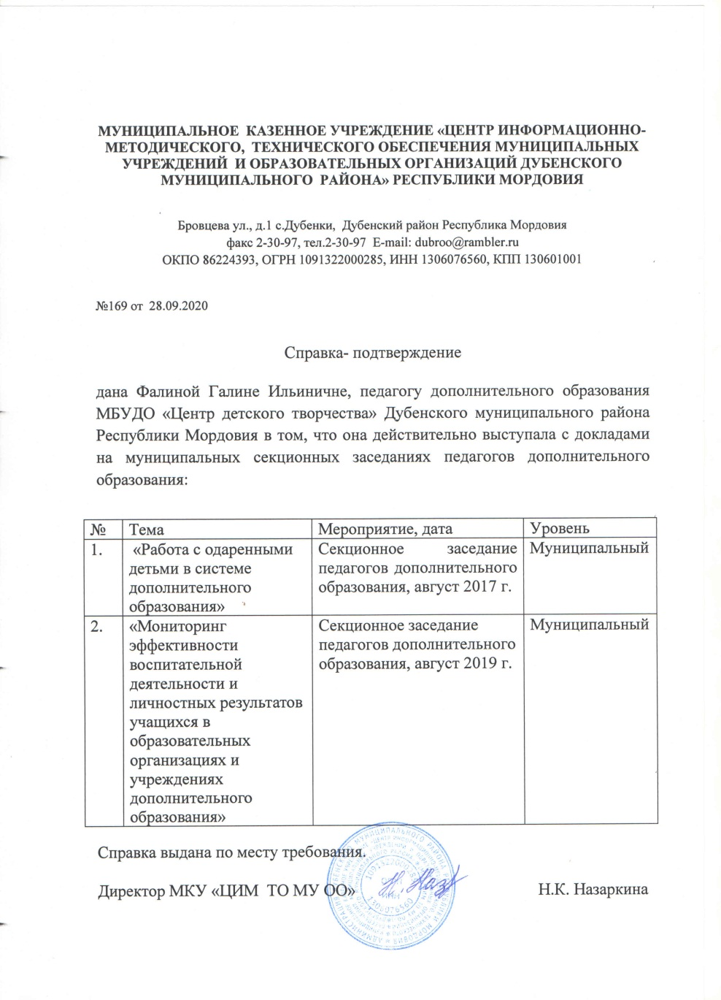 МУНИЦИПАЛЬНОЕ КАЗЕННОЕ УЧРЕЖДЕНИЕ «ЦЕНТР ИНФОРМАЦИОННО-
МЕТОДИЧЕСКОГО, ТЕХНИЧЕСКОГО ОБЕСПЕЧЕНИЯ МУНИЦИПАЛЬНЫХ
УЧРЕЖДЕНИЙ И ОБРАЗОВАТЕЛЬНЫХ ОРГАНИЗАЦИЙ ДУБЕНСКОГО
МУНИЦИПАЛЬНОГО РАЙОНА» РЕСПУБЛИКИ МОРДОВИЯ
Бровцева ул., д.1 с.Дубенки, Дубенский район Республика Мордовия
факс 2-30-97, тел.2-30-97 E-mail: dubroo@rambler.ru
ОКПО 86224393, ОГРН 1091322000285, ИНН 1306076560, КПП 130601001
№169 от 28.09.2020
Справка- подтверждение
дана Фалиной Галине Ильиничне, педагогу дополнительного образования
МБУДО «Центр детского творчества» Дубенского муниципального района
Республики Мордовия в том, что она действительно выступала с докладами
на муниципальных секционных заседаниях педагогов дополнительного
образования:
№ Тема Мероприятие, дата Уровень
1. «Работа с одаренными Секционное заседание Муниципальный
детьми в системе педагогов дополнительного
дополнительного образования, август 2017 г.
образования»
2. «Мониторинг Секционное заседание Муниципальный
эффективности педагогов дополнительного
воспитательной образования, август 2019 г.
деятельности и
личностных результатов
учащихся в
образовательных
организациях и
учреждениях
дополнительного
образования»
Справка выдана по месту требования.
Директор МКУ «ЦИМ ТО МУ ОО» Н.К. Назаркина